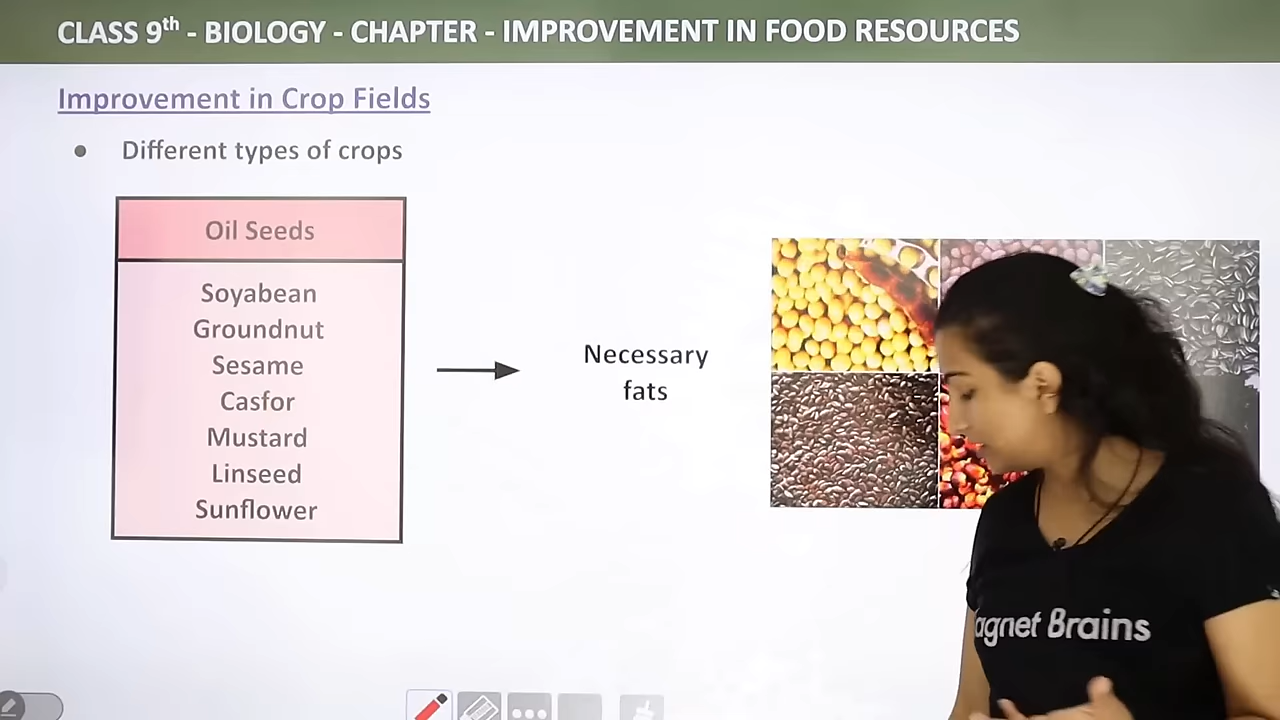 CLASS 9th - BIOLOGY - CHAPTER - IMPROVEMENT IN FOOD RESOURCES
Improvement in Crop Fields
• Different types of crops
Oil Seeds
Soyabean
Groundnut
Sesame
Casfor
Mustard
Linseed
Sunflower
Necessary
fats
agnet Brains